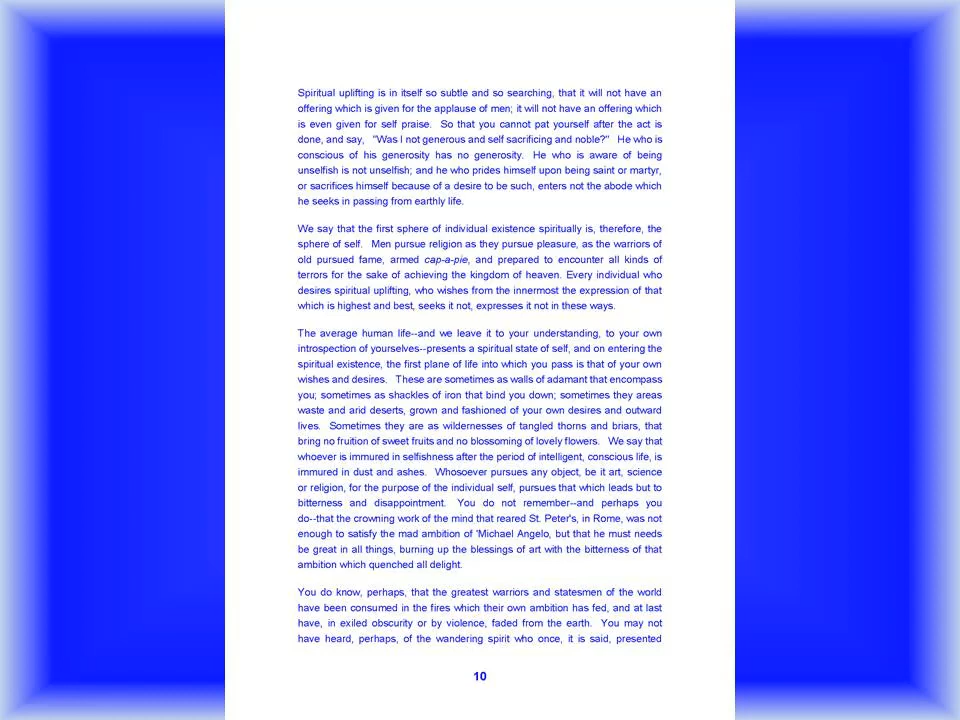 Spiritual uplifting is in itself so subtle and so searching, that it will not have an
offering which is given for the applause of men; it will not have an offering which
is even given for self praise. So that you cannot pat yourself after the act is
done, and say, "Was I not generous and self sacrificing and noble?" He who is
conscious of his generosity has no generosity. He who is aware of being
unselfish is not unselfish; and he who prides himself upon being saint or martyr,
or sacrifices himself because of a desire to be such, enters not the abode which
he seeks in passing from earthly life.
We say that the first sphere of individual existence spiritually is, therefore, the
sphere of self. Men pursue religion as they pursue pleasure, as the warriors of
old pursued fame, armed cap-a-pie, and prepared to encounter all kinds of
terrors for the sake of achieving the kingdom of heaven. Every individual who
desires spiritual uplifting, who wishes from the innermost the expression of that
which is highest and best, seeks it not, expresses it not in these ways.
The average human life--and we leave it to your understanding, to your own
introspection of yourselves--presents a spiritual state of self, and on entering the
spiritual existence, the first plane of life into which you pass is that of your own
wishes and desires. These are sometimes as walls of adamant that encompass
you; sometimes as shackles of iron that bind you down; sometimes they areas
waste and arid deserts, grown and fashioned of your own desires and outward
lives. Sometimes they are as wildernesses of tangled thorns and briars, that
bring no fruition of sweet fruits and no blossoming of lovely flowers. We say that
whoever is immured in selfishness after the period of intelligent, conscious life, is
immured in dust and ashes. Whosoever pursues any object, be it art, science
or religion, for the purpose of the individual self, pursues that which leads but to
bitterness and disappointment. You do not remember--and perhaps you
do--that the crowning work of the mind that reared St. Peter's, in Rome, was not
enough to satisfy the mad ambition of 'Michael Angelo, but that he must needs
be great in all things, burning up the blessings of art with the bitterness of that
ambition which quenched all delight.
You do know, perhaps, that the greatest warriors and statesmen of the world
have been consumed in the fires which their own ambition has fed, and at last
have, in exiled obscurity or by violence, faded from the earth. You may not
have heard, perhaps, of the wandering spirit who once, it is said, presented
10